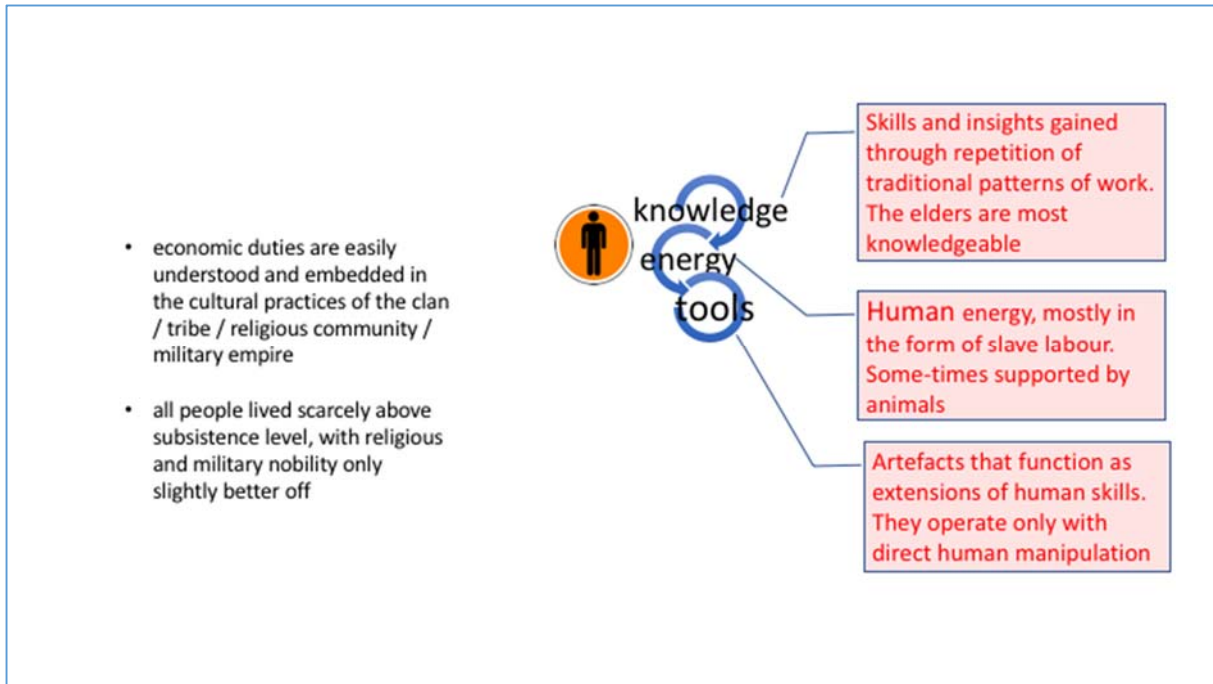 • economic duties are easily
understood and embedded in
the cultural practices of the clan
/ tribe / religious community /
military empire
• all people lived scarcely above
subsistence level, with religious
and military nobility only
slightly better off
knowledge
energy
tools
Skills and insights gained
through repetition of
traditional patterns of work.
The elders are most
knowledgeable
Human energy, mostly in
the form of slave labour.
Some-times supported by
animals
Artefacts that function as
extensions of human skills.
They operate only with
direct human manipulation